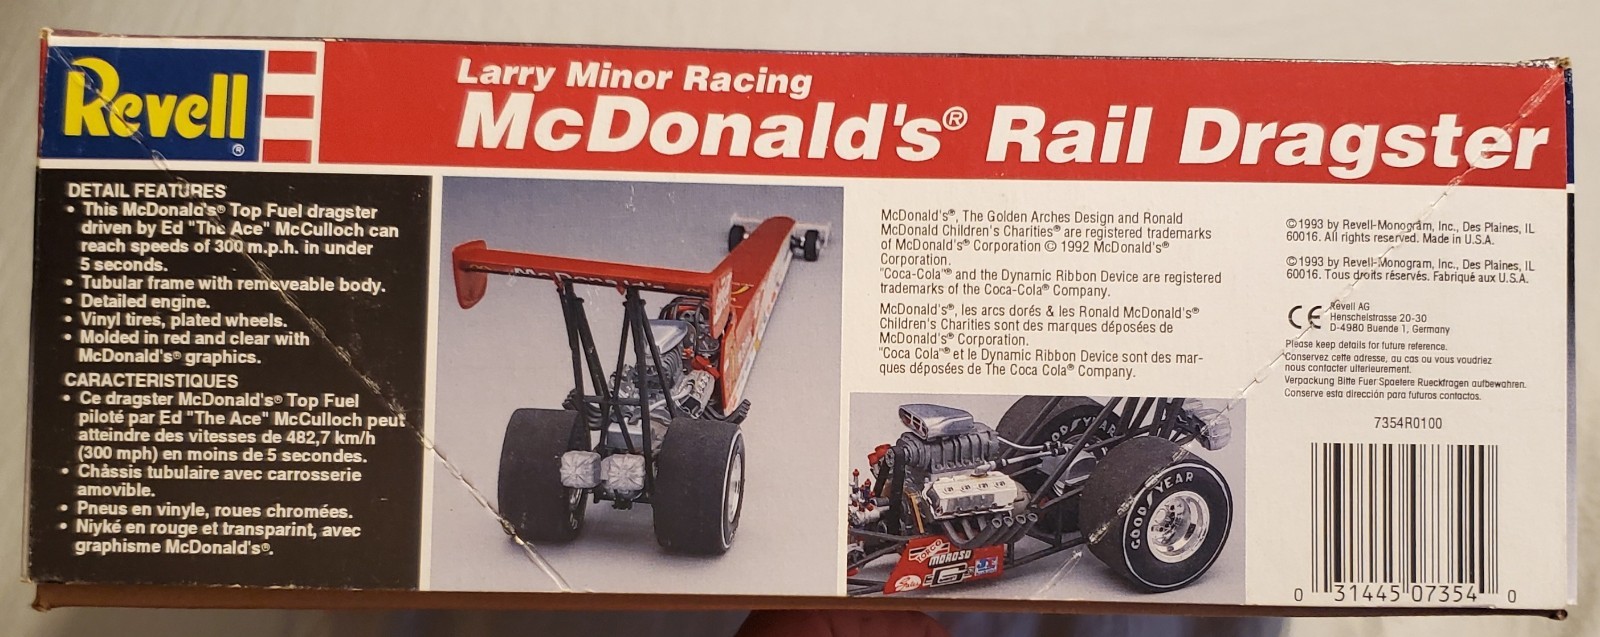 Revell®
Larry Minor Racing
McDonald's® Rail Dragster
DETAIL FEATURES
• This McDonald's® Top Fuel dragster
driven by Ed "The Ace" McCulloch can
reach speeds of 300 m.p.h. in under
5 seconds.
• Tubular frame with removeable body.
• Detailed engine.
• Vinyl tires, plated wheels.
• Molded in red and clear with
McDonald's® graphics.
CARACTERISTIQUES
• Ce dragster McDonald's® Top Fuel
piloté par Ed "The Ace" McCulloch peut
atteindre des vitesses de 482,7 km/h
(300 mph) en moins de 5 secondes.
• Châssis tubulaire avec carrosserie
amovible.
• Pneus en vinyle, roues chromées.
• Niyké en rouge et transparint, avec
graphisme McDonald's®.
McDonald's
McDonald's®, The Golden Arches Design and Ronald
McDonald Children's Charities® are registered trademarks
of McDonald's® Corporation © 1992 McDonald's®
Corporation.
"Coca-Cola"® and the Dynamic Ribbon Device are registered
trademarks of the Coca-Cola® Company.
McDonald's®, les arcs dorés & les Ronald McDonald's®
Children's Charities sont des marques déposées de
McDonald's® Corporation.
"Coca Cola"® et le Dynamic Ribbon Device sont des mar-
ques déposées de The Coca Cola® Company.
GOODYEAR
GOODYEAR
MOROSO
©1993 by Revell-Monogram, Inc., Des Plaines, IL
60016. All rights reserved. Made in U.S.A.
©1993 by Revell-Monogram, Inc., Des Plaines, IL
60016. Tous droits réservés. Fabriqué aux U.S.A.
CE
Revell AG
Henschelstrasse 20-30
D-4980 Buende 1, Germany
Please keep details for future reference.
Conservez cette adresse, au cas ou vous voudriez
nous contacter ulterieurement.
Verpackung Bitte Fuer Spaetere Rueckfragen aufbewahren.
Conserve esta dirección para futuros contactos.
7354R0100
0 31445 07354 0